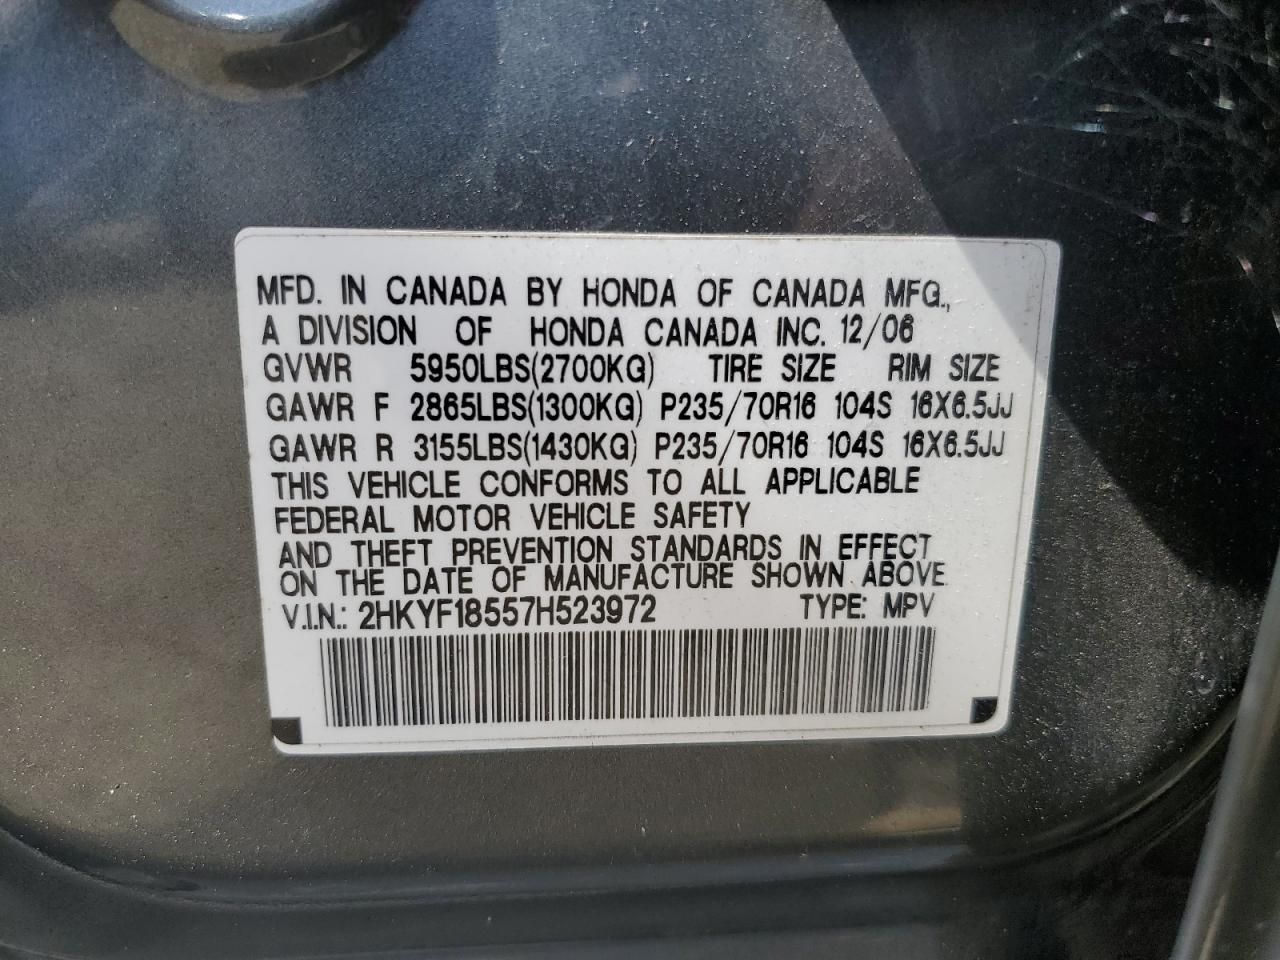 MFD. IN CANADA BY HONDA OF CANADA MFG.,
A DIVISION OF HONDA CANADA INC. 12/06
GVWR 5950LBS(2700KG) TIRE SIZE RIM SIZE
GAWR F 2865LBS(1300KG) P235/70R16 104S 16X6.5JJ
GAWR R 3155LBS(1430KG) P235/70R16 104S 16X6.5JJ
THIS VEHICLE CONFORMS TO ALL APPLICABLE
FEDERAL MOTOR VEHICLE SAFETY
AND THEFT PREVENTION STANDARDS IN EFFECT
ON THE DATE OF MANUFACTURE SHOWN ABOVE
V.I.N.: 2HKYF18557H523972 TYPE: MPV